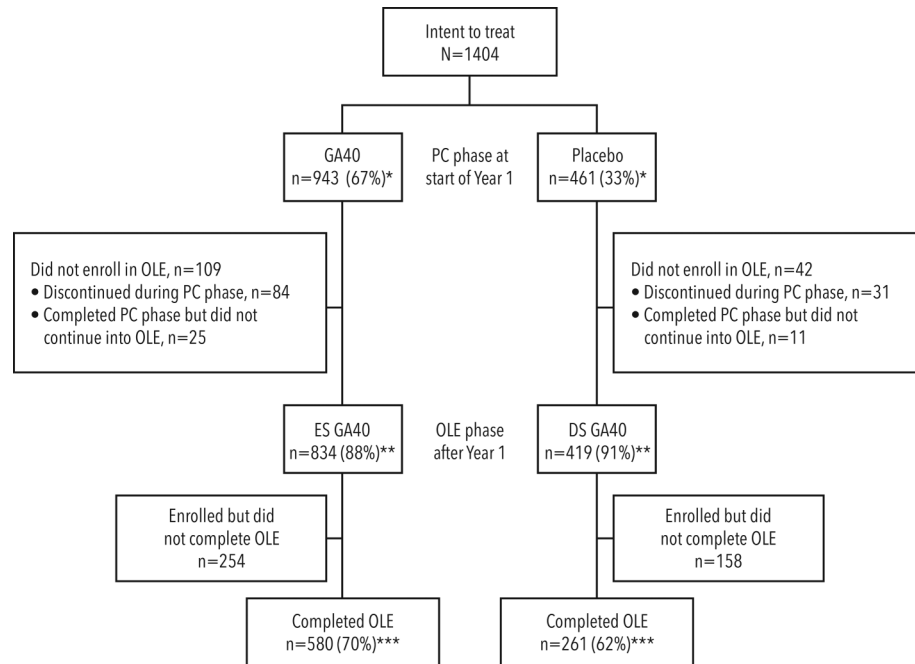 Intent to treat
N=1404
GA40
n=943 (67%)*
PC phase at
start of Year 1
Placebo
n=461 (33%)*
Did not enroll in OLE, n=109
• Discontinued during PC phase, n=84
• Completed PC phase but did not
continue into OLE, n=25
Did not enroll in OLE, n=42
• Discontinued during PC phase, n=31
• Completed PC phase but did not
continue into OLE, n=11
ES GA40
n=834 (88%)**
OLE phase
after Year 1
DS GA40
n=419 (91%)**
Enrolled but did
not complete OLE
n=254
Enrolled but did
not complete OLE
n=158
Completed OLE
n=580 (70%)***
Completed OLE
n=261 (62%)***